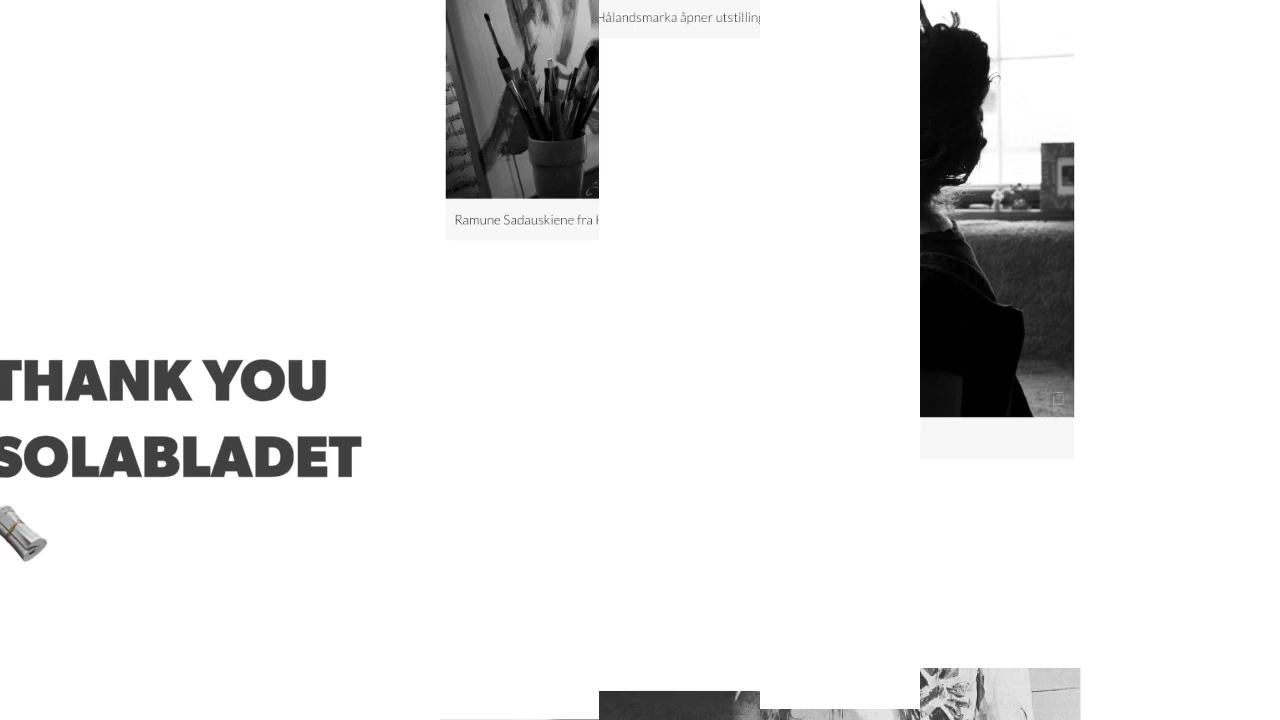 Hålandsmarka åpner utstilling
Ramune Sadauskiene fra
THANK YOU
SOLABLADET